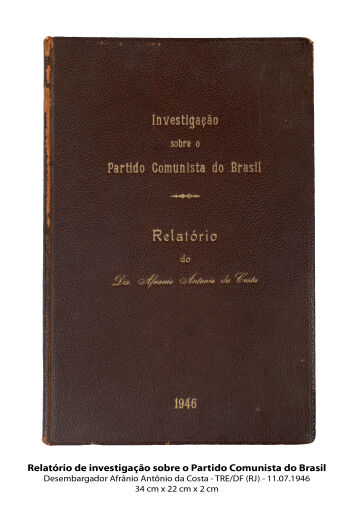 Investigação
sobre o
Partido Comunista do Brasil
Relatório
do
Des. Afranio Antonio da Costa
1946
Relatório de investigação sobre o Partido Comunista do Brasil
Desembargador Afrânio Antônio da Costa - TRE/DF (RJ) - 11.07.1946
34 cm x 22 cm x 2 cm